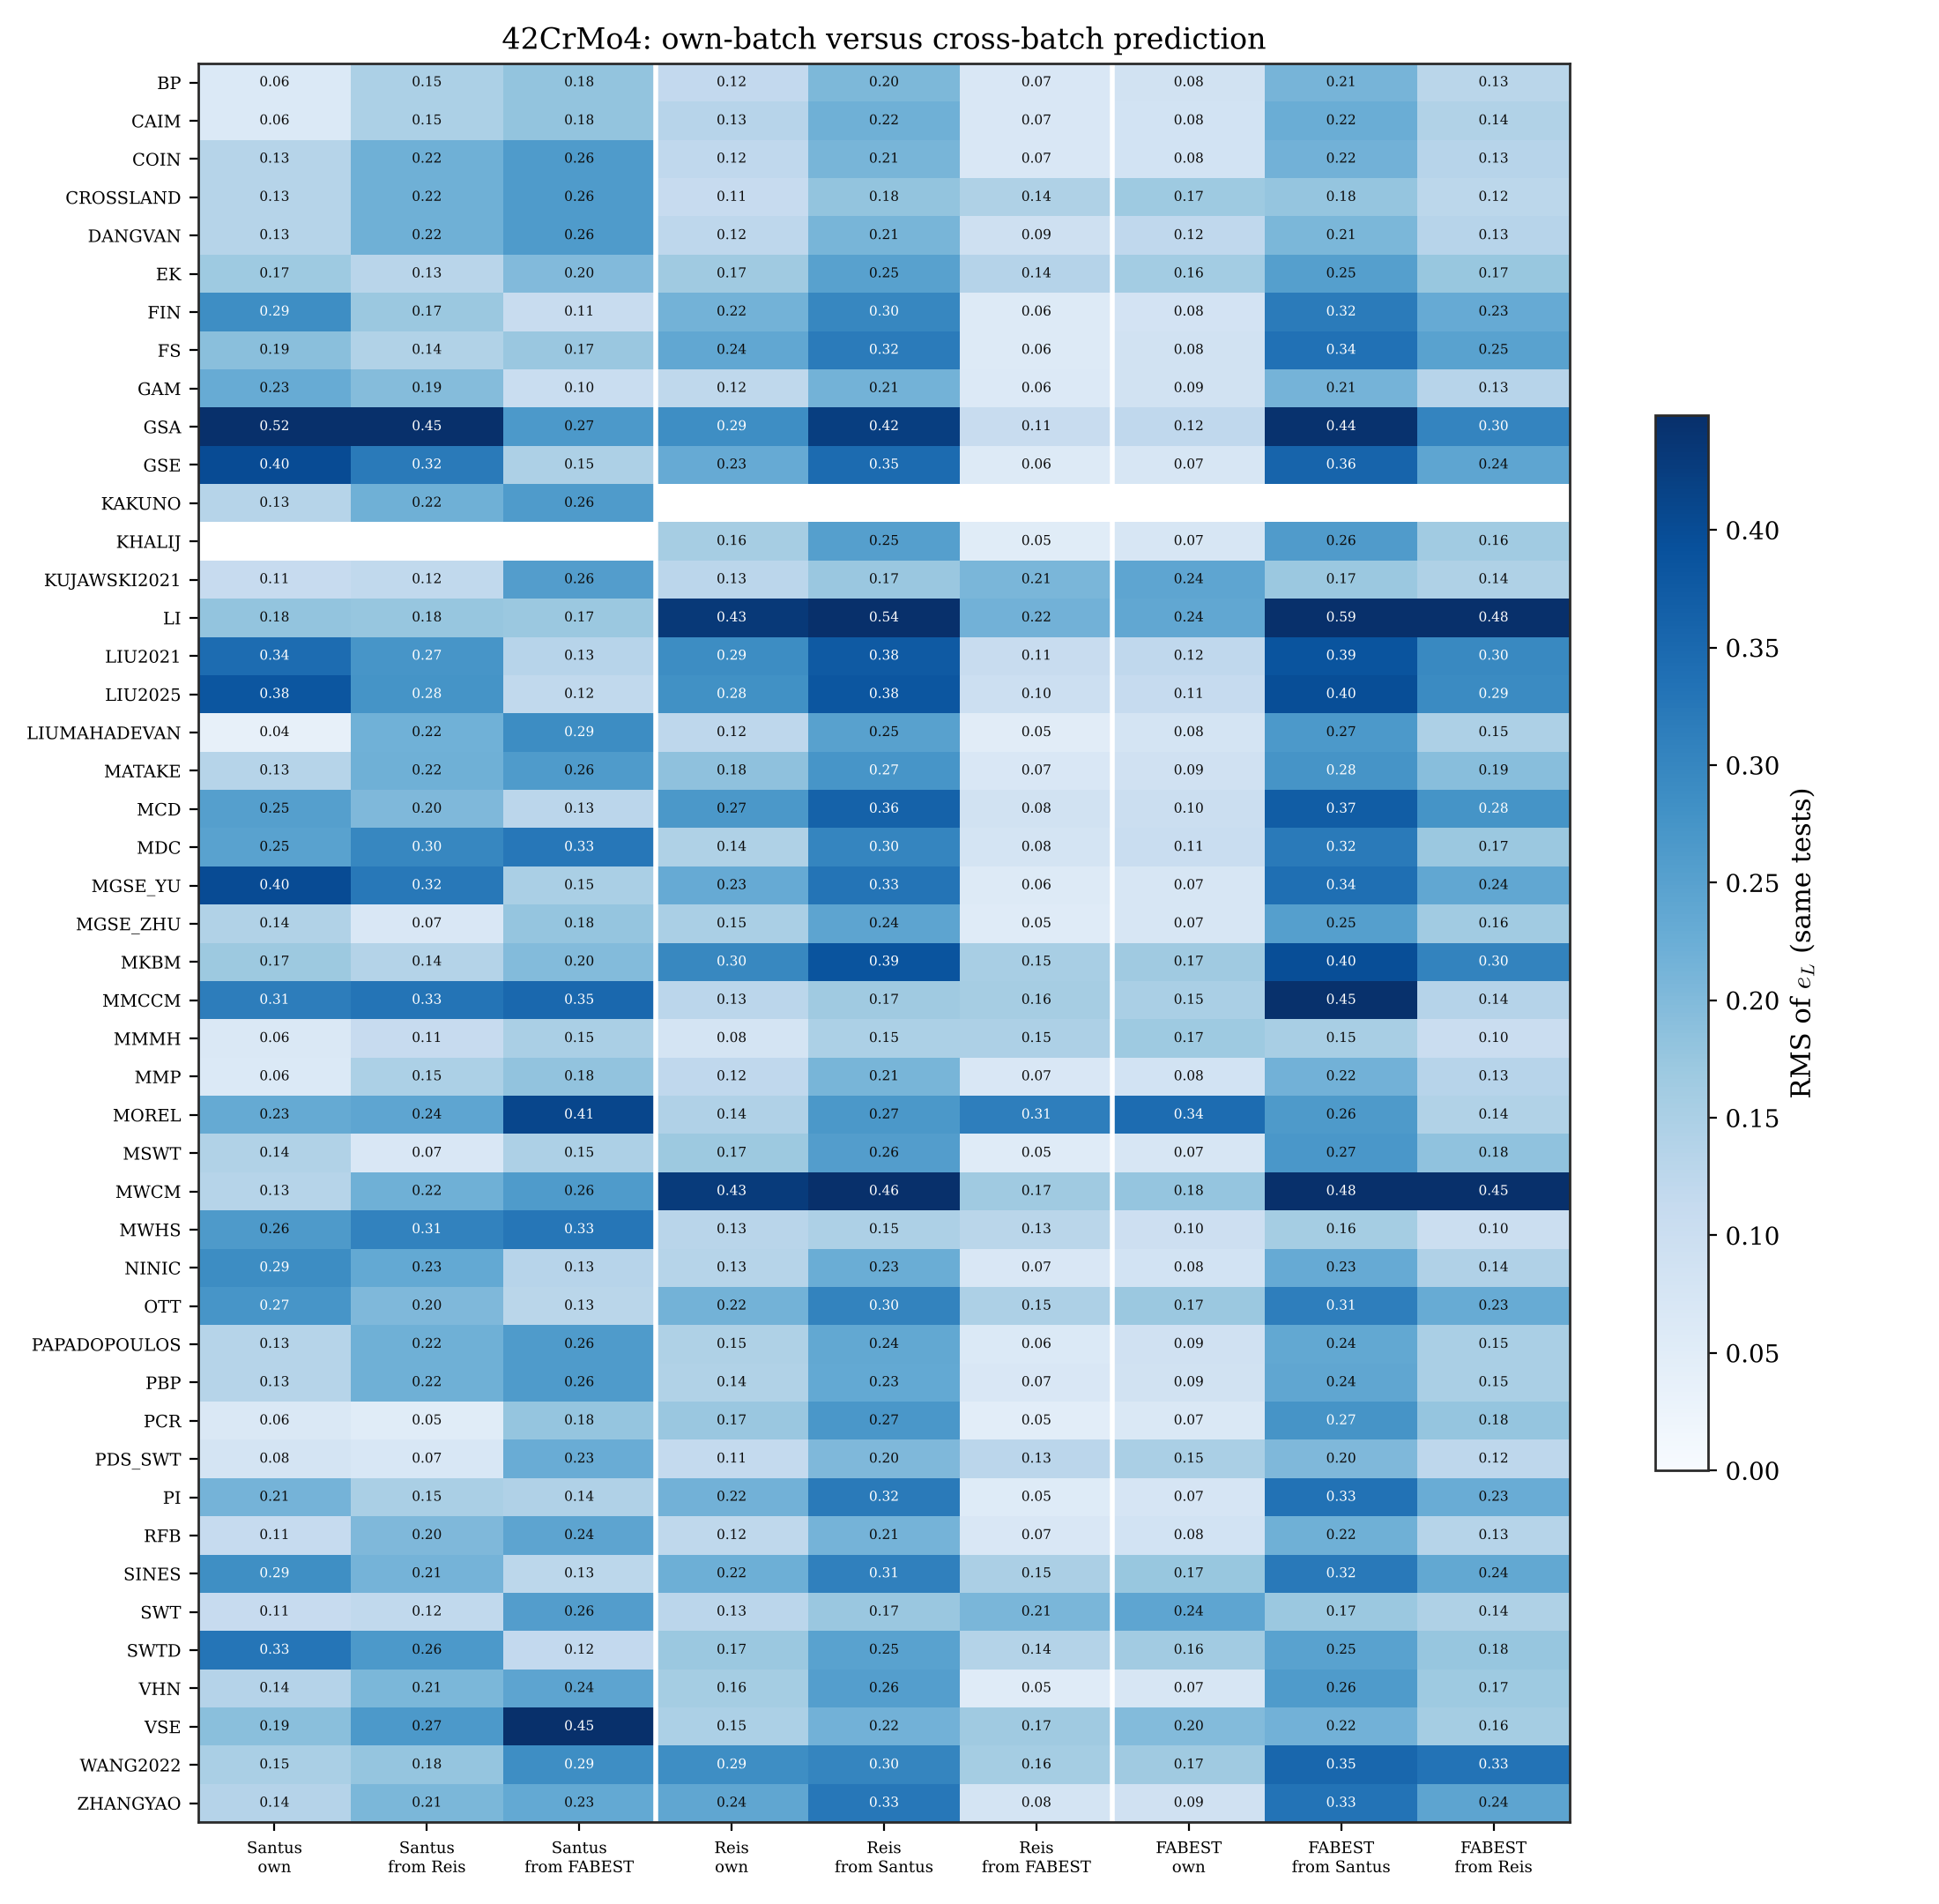 42CrMo4: own-batch versus cross-batch prediction
BP 0.06 0.15 0.18 0.12 0.20 0.07 0.08 0.21 0.13
CAIM 0.06 0.15 0.18 0.13 0.22 0.07 0.08 0.22 0.14
COIN 0.13 0.22 0.26 0.12 0.21 0.07 0.08 0.22 0.13
CROSSLAND 0.13 0.22 0.26 0.11 0.18 0.14 0.17 0.18 0.12
DANGVAN 0.13 0.22 0.26 0.12 0.21 0.09 0.12 0.21 0.13
EK 0.17 0.13 0.20 0.17 0.25 0.14 0.16 0.25 0.17
FIN 0.29 0.17 0.11 0.22 0.30 0.06 0.08 0.32 0.23
FS 0.19 0.14 0.17 0.24 0.32 0.06 0.08 0.34 0.25
GAM 0.23 0.19 0.10 0.12 0.21 0.06 0.09 0.21 0.13
GSA 0.52 0.45 0.27 0.29 0.42 0.11 0.12 0.44 0.30
GSE 0.40 0.32 0.15 0.23 0.35 0.06 0.07 0.36 0.24
KAKUNO 0.13 0.22 0.26
KHALIJ 0.16 0.25 0.05 0.07 0.26 0.16
KUJAWSKI2021 0.11 0.12 0.26 0.13 0.17 0.21 0.24 0.17 0.14
LI 0.18 0.18 0.17 0.43 0.54 0.22 0.24 0.59 0.48
LIU2021 0.34 0.27 0.13 0.29 0.38 0.11 0.12 0.39 0.30
LIU2025 0.38 0.28 0.12 0.28 0.38 0.10 0.11 0.40 0.29
LIUMAHADEVAN 0.04 0.22 0.29 0.12 0.25 0.05 0.08 0.27 0.15
MATAKE 0.13 0.22 0.26 0.18 0.27 0.07 0.09 0.28 0.19
MCD 0.25 0.20 0.13 0.27 0.36 0.08 0.10 0.37 0.28
MDC 0.25 0.30 0.33 0.14 0.30 0.08 0.11 0.32 0.17
MGSE_YU 0.40 0.32 0.15 0.23 0.33 0.06 0.07 0.34 0.24
MGSE_ZHU 0.14 0.07 0.18 0.15 0.24 0.05 0.07 0.25 0.16
MKBM 0.17 0.14 0.20 0.30 0.39 0.15 0.17 0.40 0.30
MMCCM 0.31 0.33 0.35 0.13 0.17 0.16 0.15 0.45 0.14
MMMH 0.06 0.11 0.15 0.08 0.15 0.15 0.17 0.15 0.10
MMP 0.06 0.15 0.18 0.12 0.21 0.07 0.08 0.22 0.13
MOREL 0.23 0.24 0.41 0.14 0.27 0.31 0.34 0.26 0.14
MSWT 0.14 0.07 0.15 0.17 0.26 0.05 0.07 0.27 0.18
MWCM 0.13 0.22 0.26 0.43 0.46 0.17 0.18 0.48 0.45
MWHS 0.26 0.31 0.33 0.13 0.15 0.13 0.10 0.16 0.10
NINIC 0.29 0.23 0.13 0.13 0.23 0.07 0.08 0.23 0.14
OTT 0.27 0.20 0.13 0.22 0.30 0.15 0.17 0.31 0.23
PAPADOPOULOS 0.13 0.22 0.26 0.15 0.24 0.06 0.09 0.24 0.15
PBP 0.13 0.22 0.26 0.14 0.23 0.07 0.09 0.24 0.15
PCR 0.06 0.05 0.18 0.17 0.27 0.05 0.07 0.27 0.18
PDS_SWT 0.08 0.07 0.23 0.11 0.20 0.13 0.15 0.20 0.12
PI 0.21 0.15 0.14 0.22 0.32 0.05 0.07 0.33 0.23
RFB 0.11 0.20 0.24 0.12 0.21 0.07 0.08 0.22 0.13
SINES 0.29 0.21 0.13 0.22 0.31 0.15 0.17 0.32 0.24
SWT 0.11 0.12 0.26 0.13 0.17 0.21 0.24 0.17 0.14
SWTD 0.33 0.26 0.12 0.17 0.25 0.14 0.16 0.25 0.18
VHN 0.14 0.21 0.24 0.16 0.26 0.05 0.07 0.26 0.17
VSE 0.19 0.27 0.45 0.15 0.22 0.17 0.20 0.22 0.16
WANG2022 0.15 0.18 0.29 0.29 0.30 0.16 0.17 0.35 0.33
ZHANGYAO 0.14 0.21 0.23 0.24 0.33 0.08 0.09 0.33 0.24
Santus Santus Santus Reis Reis Reis FABEST FABEST FABEST
own from Reis from FABEST own from Santus from FABEST own from Santus from Reis
0.40
0.35
0.30
0.25
0.20
0.15
0.10
0.05
0.00
RMS of e_L (same tests)